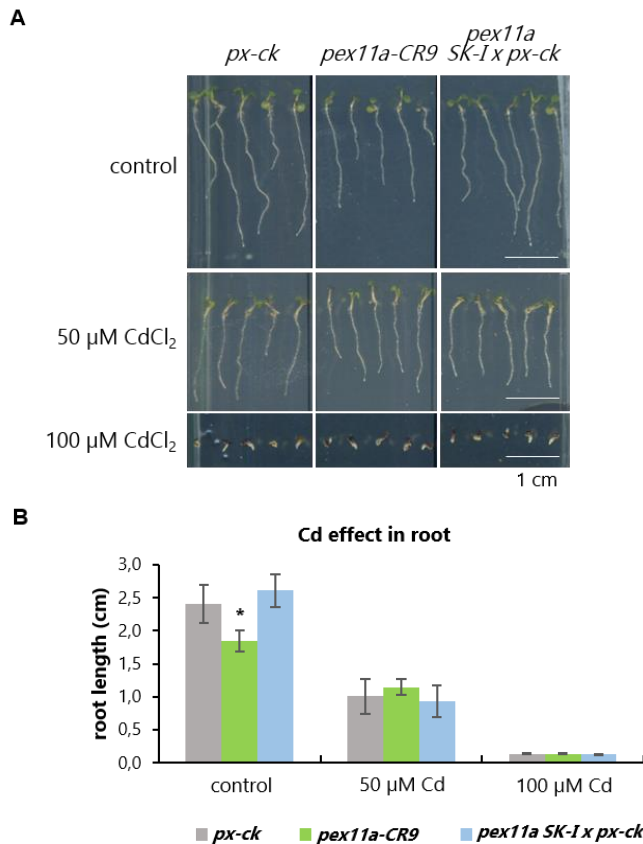 A
px-ck
pex11a-CR9
pex11a
SK-I x px-ck
control
50 µM CdCl₂
100 µM CdCl₂
1 cm
B
Cd effect in root
root length (cm)
3,0
2,5
2,0
1,5
1,0
0,5
0,0
*
control
50 µM Cd
100 µM Cd
px-ck
pex11a-CR9
pex11a SK-I x px-ck